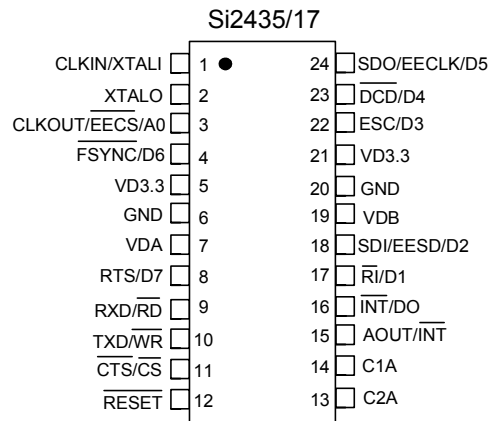 Si2435/17
CLKIN/XTALI 1 24 SDO/EECLK/D5
XTALO 2 23 DCD/D4
CLKOUT/EECS/A0 3 22 ESC/D3
FSYNC/D6 4 21 VD3.3
VD3.3 5 20 GND
GND 6 19 VDB
VDA 7 18 SDI/EESD/D2
RTS/D7 8 17 RI/D1
RXD/RD 9 16 INT/DO
TXD/WR 10 15 AOUT/INT
CTS/CS 11 14 C1A
RESET 12 13 C2A